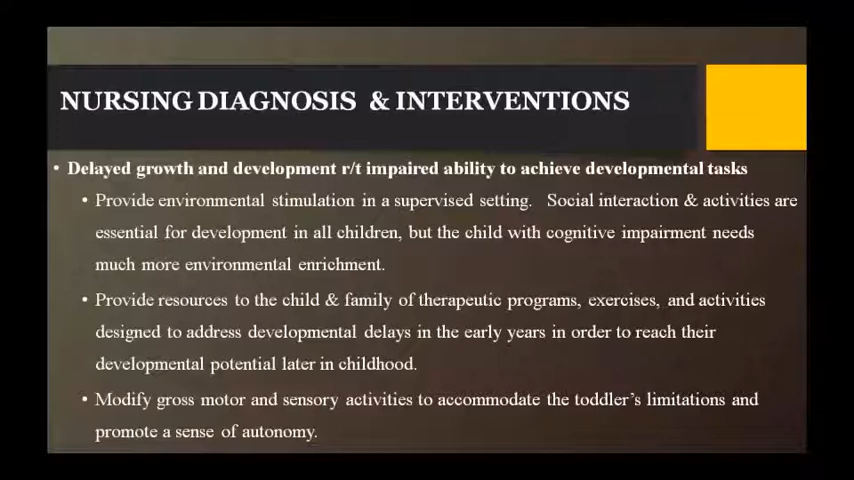 NURSING DIAGNOSIS & INTERVENTIONS
• Delayed growth and development r/t impaired ability to achieve developmental tasks
• Provide environmental stimulation in a supervised setting. Social interaction & activities are
essential for development in all children, but the child with cognitive impairment needs
much more environmental enrichment.
• Provide resources to the child & family of therapeutic programs, exercises, and activities
designed to address developmental delays in the early years in order to reach their
developmental potential later in childhood.
• Modify gross motor and sensory activities to accommodate the toddler’s limitations and
promote a sense of autonomy.